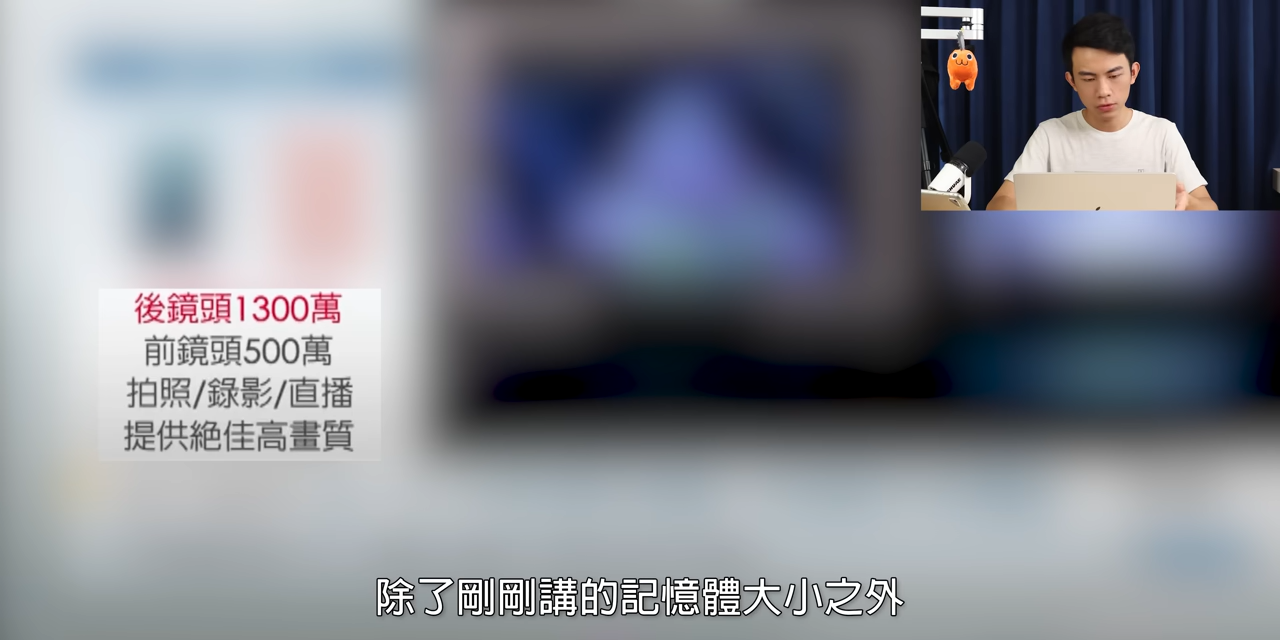 後鏡頭1300萬
前鏡頭500萬
拍照/錄影/直播
提供絕佳高畫質
除了剛剛講的記憶體大小之外